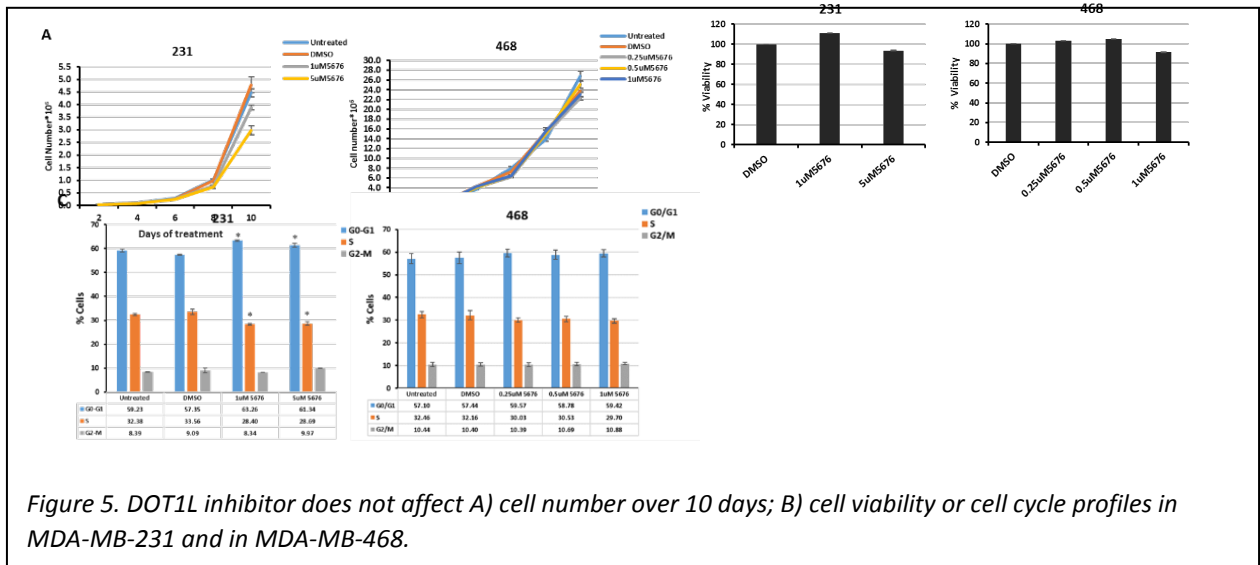 A
231
Untreated
DMSO
1uM5676
5uM5676
Cell Number*10⁵
5.5
5.0
4.5
4.0
3.5
3.0
2.5
2.0
1.5
1.0
0.5
0.0
2 4 6 8 10
Days of treatment
468
Untreated
DMSO
0.25uM5676
0.5uM5676
1uM5676
Cell number*10⁵
30.0
28.0
26.0
24.0
22.0
20.0
18.0
16.0
14.0
12.0
10.0
8.0
6.0
4.0
231
% Viability
120
100
80
60
40
20
0
DMSO
1uM5676
5uM5676
468
% Viability
120
100
80
60
40
20
0
DMSO
0.25uM5676
0.5uM5676
1uM5676
C
231
G0-G1
S
G2-M
% Cells
70
60
50
40
30
20
10
0
* * * *
Untreated DMSO 1uM 5676 5uM 5676
G0-G1 59.23 57.35 63.26 61.34
S 32.38 33.56 28.40 28.69
G2-M 8.39 9.09 8.34 9.97
468
G0/G1
S
G2/M
% Cells
70
60
50
40
30
20
10
0
Untreated DMSO 0.25uM 5676 0.5uM 5676 1uM 5676
G0/G1 57.10 57.44 59.57 58.78 59.42
S 32.46 32.16 30.03 30.53 29.70
G2/M 10.44 10.40 10.39 10.69 10.88
Figure 5. DOT1L inhibitor does not affect A) cell number over 10 days; B) cell viability or cell cycle profiles in
MDA-MB-231 and in MDA-MB-468.